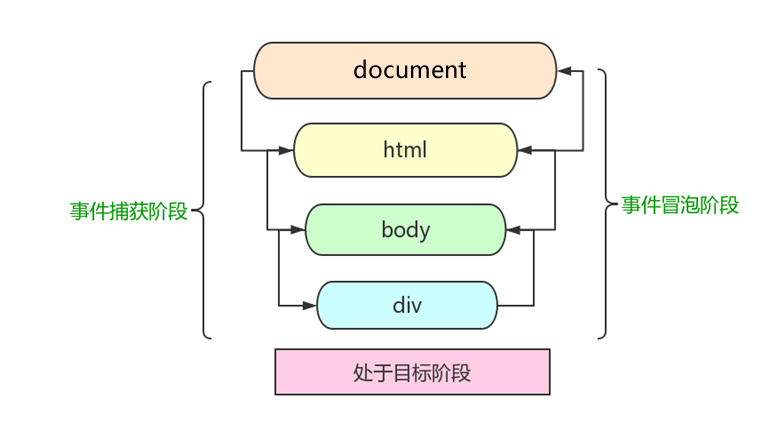 document
html
事件捕获阶段
事件冒泡阶段
body
div
处于目标阶段